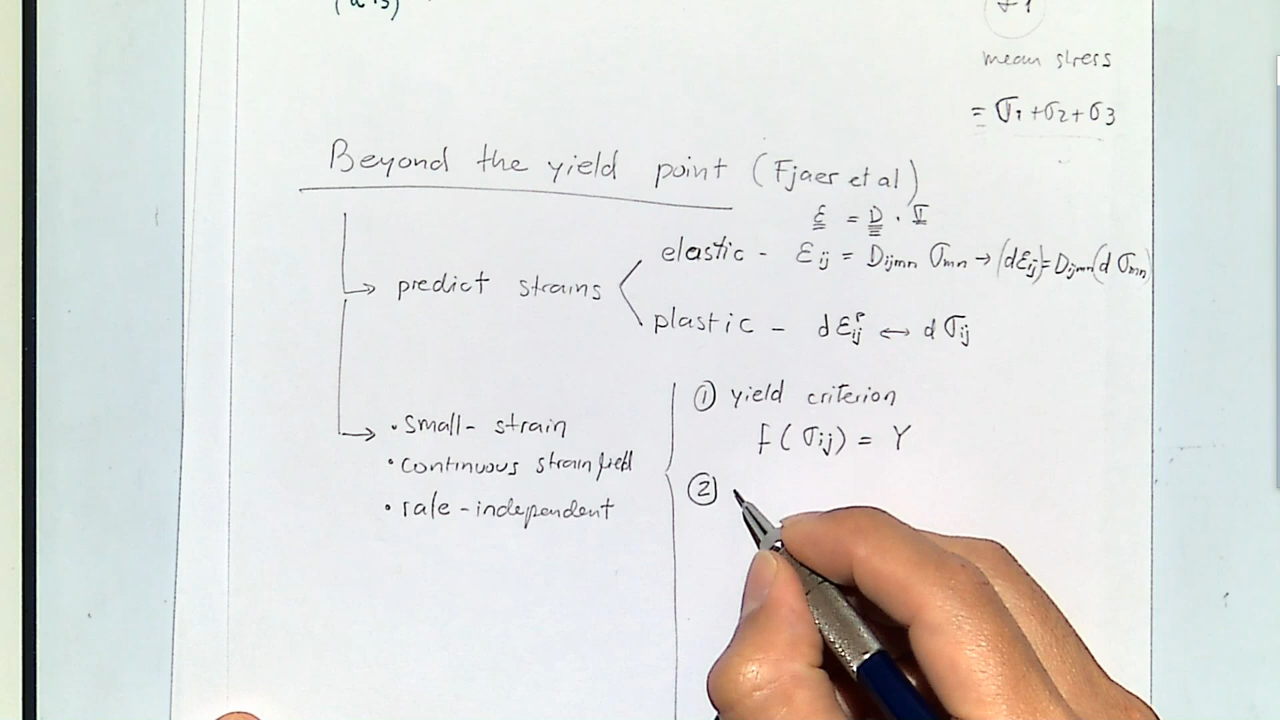 mean stress
= σ1+σ2+σ3
Beyond the yield point (Fjaer et al)
ε = D · σ
elastic - εij = Dijmn σmn → (dεij)=Dijmn(dσmn)
→ predict strains
plastic - dεᵖij ↔ dσij
① yield criterion
→ • small-strain
f(σij) = Y
• continuous strain field
②
• rate-independent